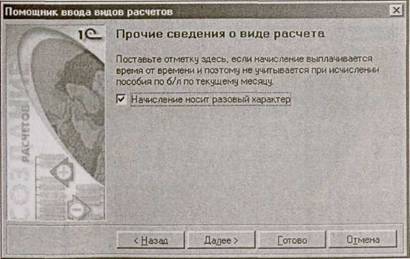 Помощник ввода видов расчетов
1С
Прочие сведения о виде расчета
Поставьте отметку здесь, если начисление выплачивается
время от времени и поэтому не учитывается при исчислении
пособия по б/л по текущему месяцу.
Начисление носит разовый характер
СОЗДАНИЕ
РАСЧЕТОВ
< Назад
Далее >
Готово
Отмена